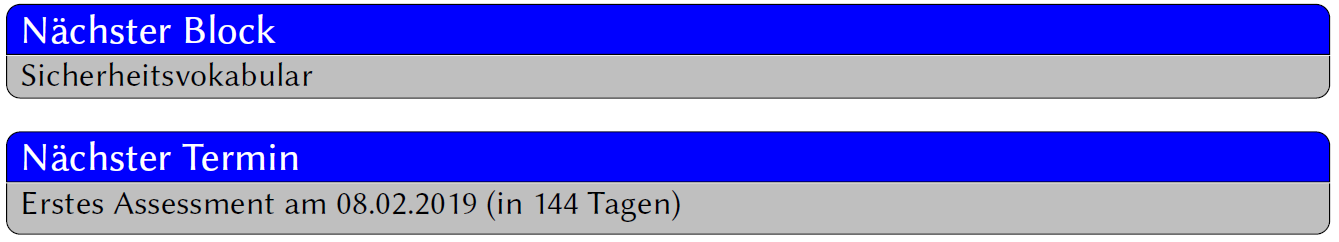 Nächster Block
Sicherheitsvokabular
Nächster Termin
Erstes Assessment am 08.02.2019 (in 144 Tagen)